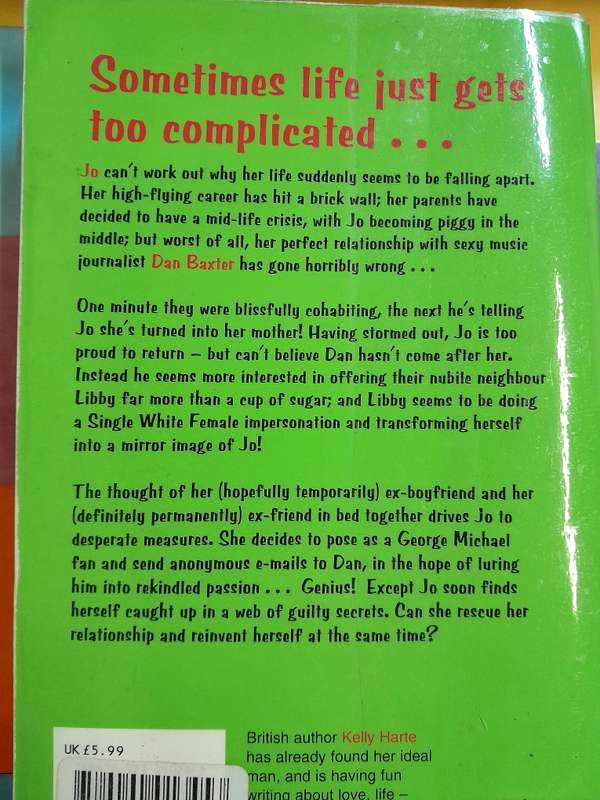 Sometimes life just gets
too complicated . . .
Jo can't work out why her life suddenly seems to be falling apart.
Her high-flying career has hit a brick wall; her parents have
decided to have a mid-life crisis, with Jo becoming piggy in the
middle; but worst of all, her perfect relationship with sexy music
journalist Dan Baxter has gone horribly wrong . . .
One minute they were blissfully cohabiting, the next he's telling
Jo she's turned into her mother! Having stormed out, Jo is too
proud to return – but can't believe Dan hasn't come after her.
Instead he seems more interested in offering their nubile neighbour
Libby far more than a cup of sugar; and Libby seems to be doing
a Single White Female impersonation and transforming herself
into a mirror image of Jo!
The thought of her (hopefully temporarily) ex-boyfriend and her
(definitely permanently) ex-friend in bed together drives Jo to
desperate measures. She decides to pose as a George Michael
fan and send anonymous e-mails to Dan, in the hope of luring
him into rekindled passion . . . Genius! Except Jo soon finds
herself caught up in a web of guilty secrets. Can she rescue her
relationship and reinvent herself at the same time?
UK £5.99
British author Kelly Harte
has already found her ideal
man, and is having fun
writing about love, life –